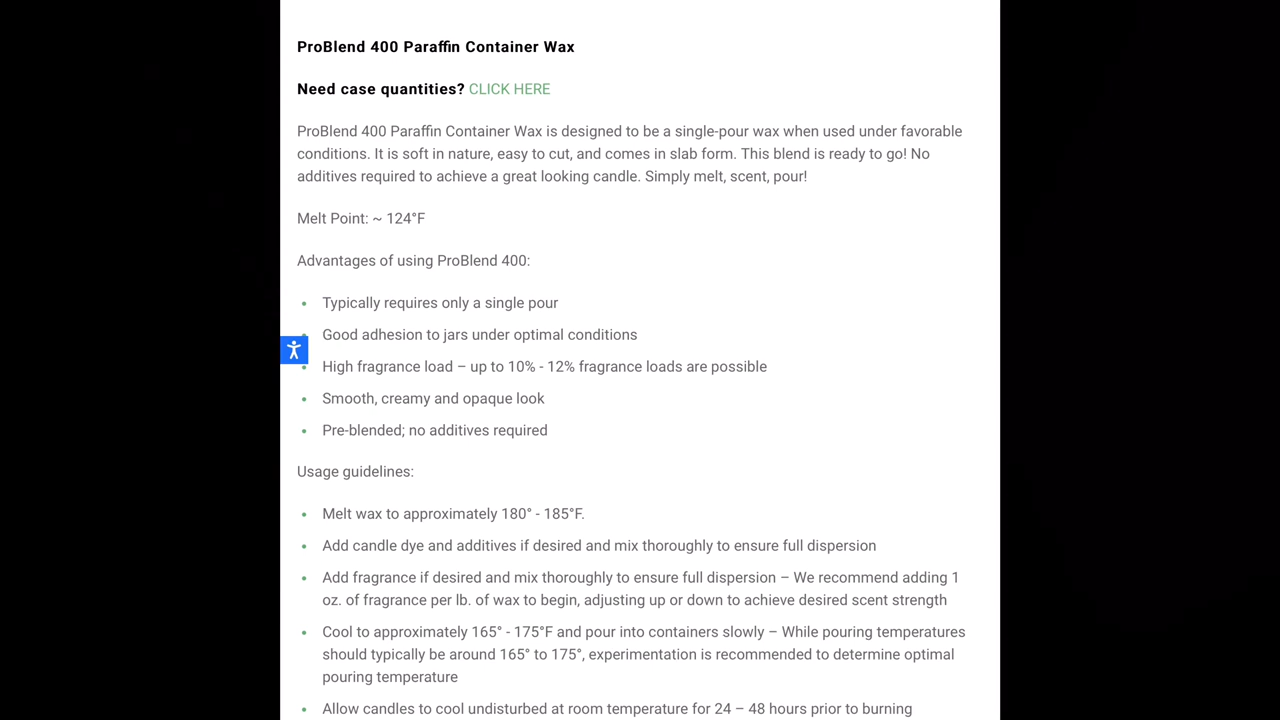 ProBlend 400 Paraffin Container Wax
Need case quantities? CLICK HERE
ProBlend 400 Paraffin Container Wax is designed to be a single-pour wax when used under favorable
conditions. It is soft in nature, easy to cut, and comes in slab form. This blend is ready to go! No
additives required to achieve a great looking candle. Simply melt, scent, pour!
Melt Point: ~ 124°F
Advantages of using ProBlend 400:
• Typically requires only a single pour
• Good adhesion to jars under optimal conditions
• High fragrance load – up to 10% - 12% fragrance loads are possible
• Smooth, creamy and opaque look
• Pre-blended; no additives required
Usage guidelines:
• Melt wax to approximately 180° - 185°F.
• Add candle dye and additives if desired and mix thoroughly to ensure full dispersion
• Add fragrance if desired and mix thoroughly to ensure full dispersion – We recommend adding 1
oz. of fragrance per lb. of wax to begin, adjusting up or down to achieve desired scent strength
• Cool to approximately 165° - 175°F and pour into containers slowly – While pouring temperatures
should typically be around 165° to 175°, experimentation is recommended to determine optimal
pouring temperature
• Allow candles to cool undisturbed at room temperature for 24 – 48 hours prior to burning